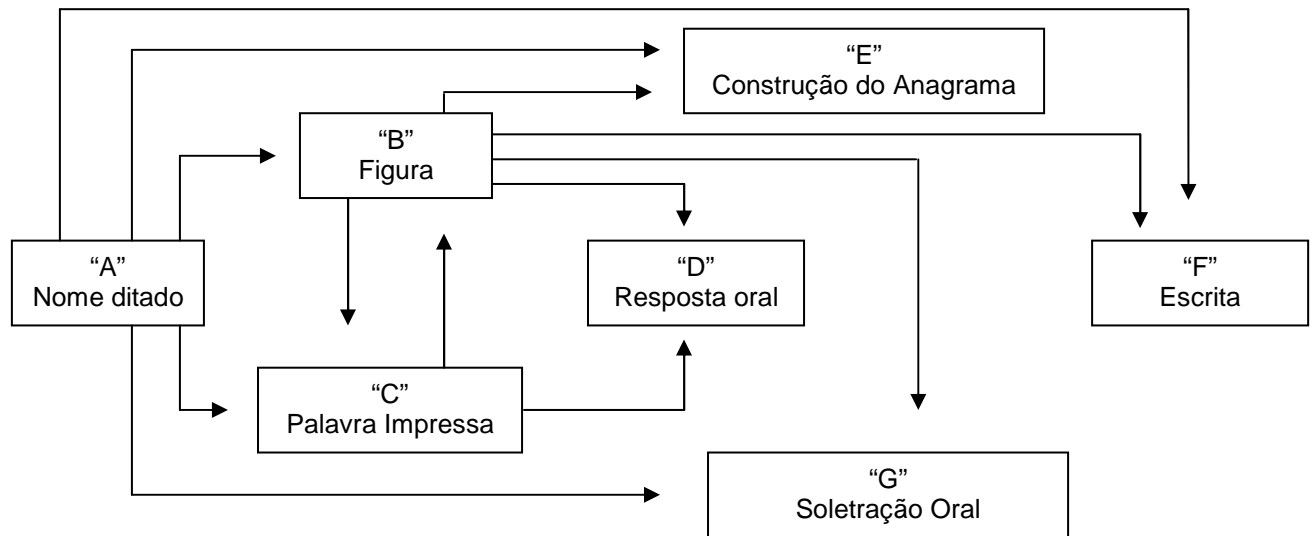 “E”
Construção do Anagrama
“B”
Figura
“A”
Nome ditado
“D”
Resposta oral
“F”
Escrita
“C”
Palavra Impressa
“G”
Soletração Oral